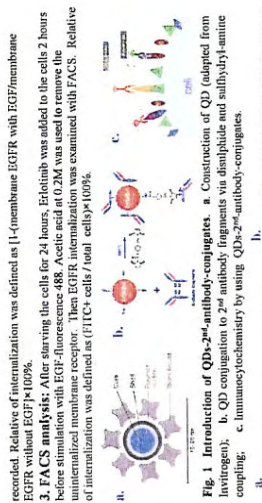 recorded. Relative of internalization was defined as [1-(membrane EGFR with EGF/membrane
EGFR without EGF]×100%.
3. FACS analysis: After starving the cells for 24 hours, Erlotinib was added to the cells 2 hours
before stimulation with EGF-fluorescence 488. Acetic acid at 0.2M was used to remove the
uninternalized membrane receptor. Then EGFR internalization was examined with FACS. Relative
of internalization was defined as (FITC+ cells / total cells)×100%.
a.
b.
c.
Core
Shell
Fig. 1 Introduction of QDs-2nd-antibody-conjugates. a. Construction of QD (adapted from
Invitrogen); b. QD conjugation to 2nd antibody fragments via disulphide and sulfhydryl-amine
coupling; c. Immunocytochemistry by using QDs-2nd-antibody-conjugates.
a.
b.